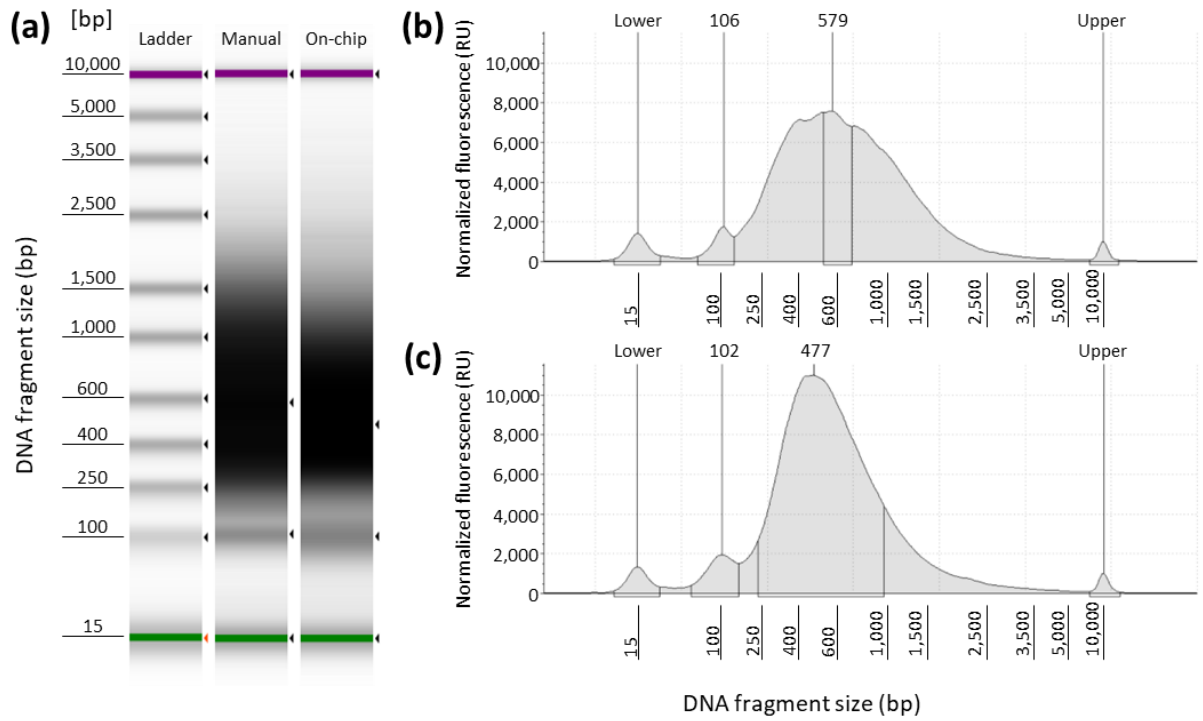 (a)
[bp]
Ladder Manual On-chip
10,000
5,000
3,500
2,500
1,500
1,000
600
400
250
100
15
DNA fragment size (bp)
(b)
Lower 106 579 Upper
Normalized fluorescence (RU)
10,000
8,000
6,000
4,000
2,000
0
15 100 250 400 600 1,000 1,500 2,500 3,500 5,000 10,000
(c)
Lower 102 477 Upper
Normalized fluorescence (RU)
10,000
8,000
6,000
4,000
2,000
0
15 100 250 400 600 1,000 1,500 2,500 3,500 5,000 10,000
DNA fragment size (bp)